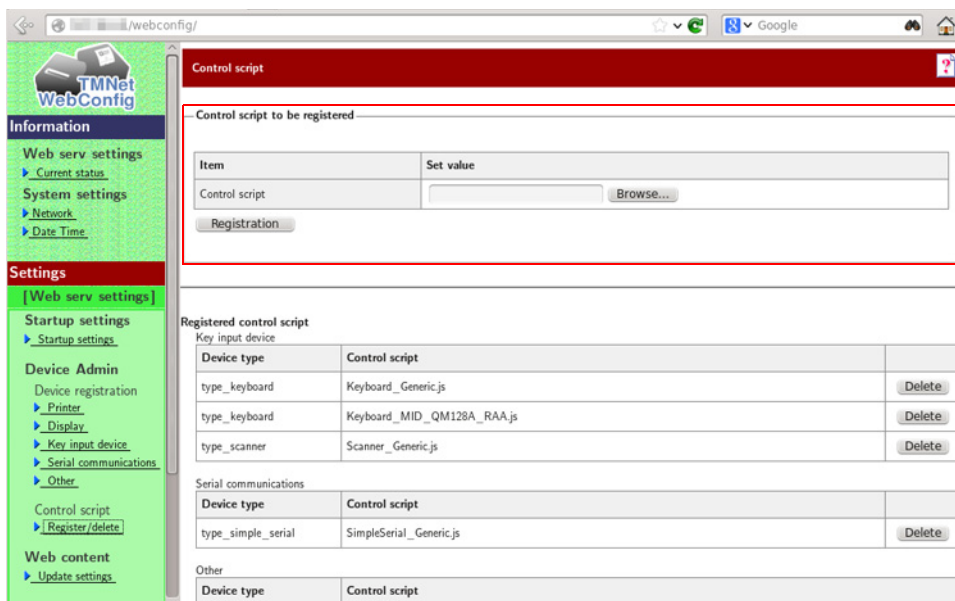 /webconfig/
Google
TMNet
WebConfig
Information
Web serv settings
Current status
System settings
Network
Date Time
Settings
[Web serv settings]
Startup settings
Startup settings
Device Admin
Device registration
Printer
Display
Key input device
Serial communications
Other
Control script
Register/delete
Web content
Update settings
Control script
?
Control script to be registered
Item Set value
Control script Browse...
Registration
Registered control script
Key input device
Device type Control script
type_keyboard Keyboard_Generic.js Delete
type_keyboard Keyboard_MID_QM128A_RAA.js Delete
type_scanner Scanner_Generic.js Delete
Serial communications
Device type Control script
type_simple_serial SimpleSerial_Generic.js Delete
Other
Device type Control script